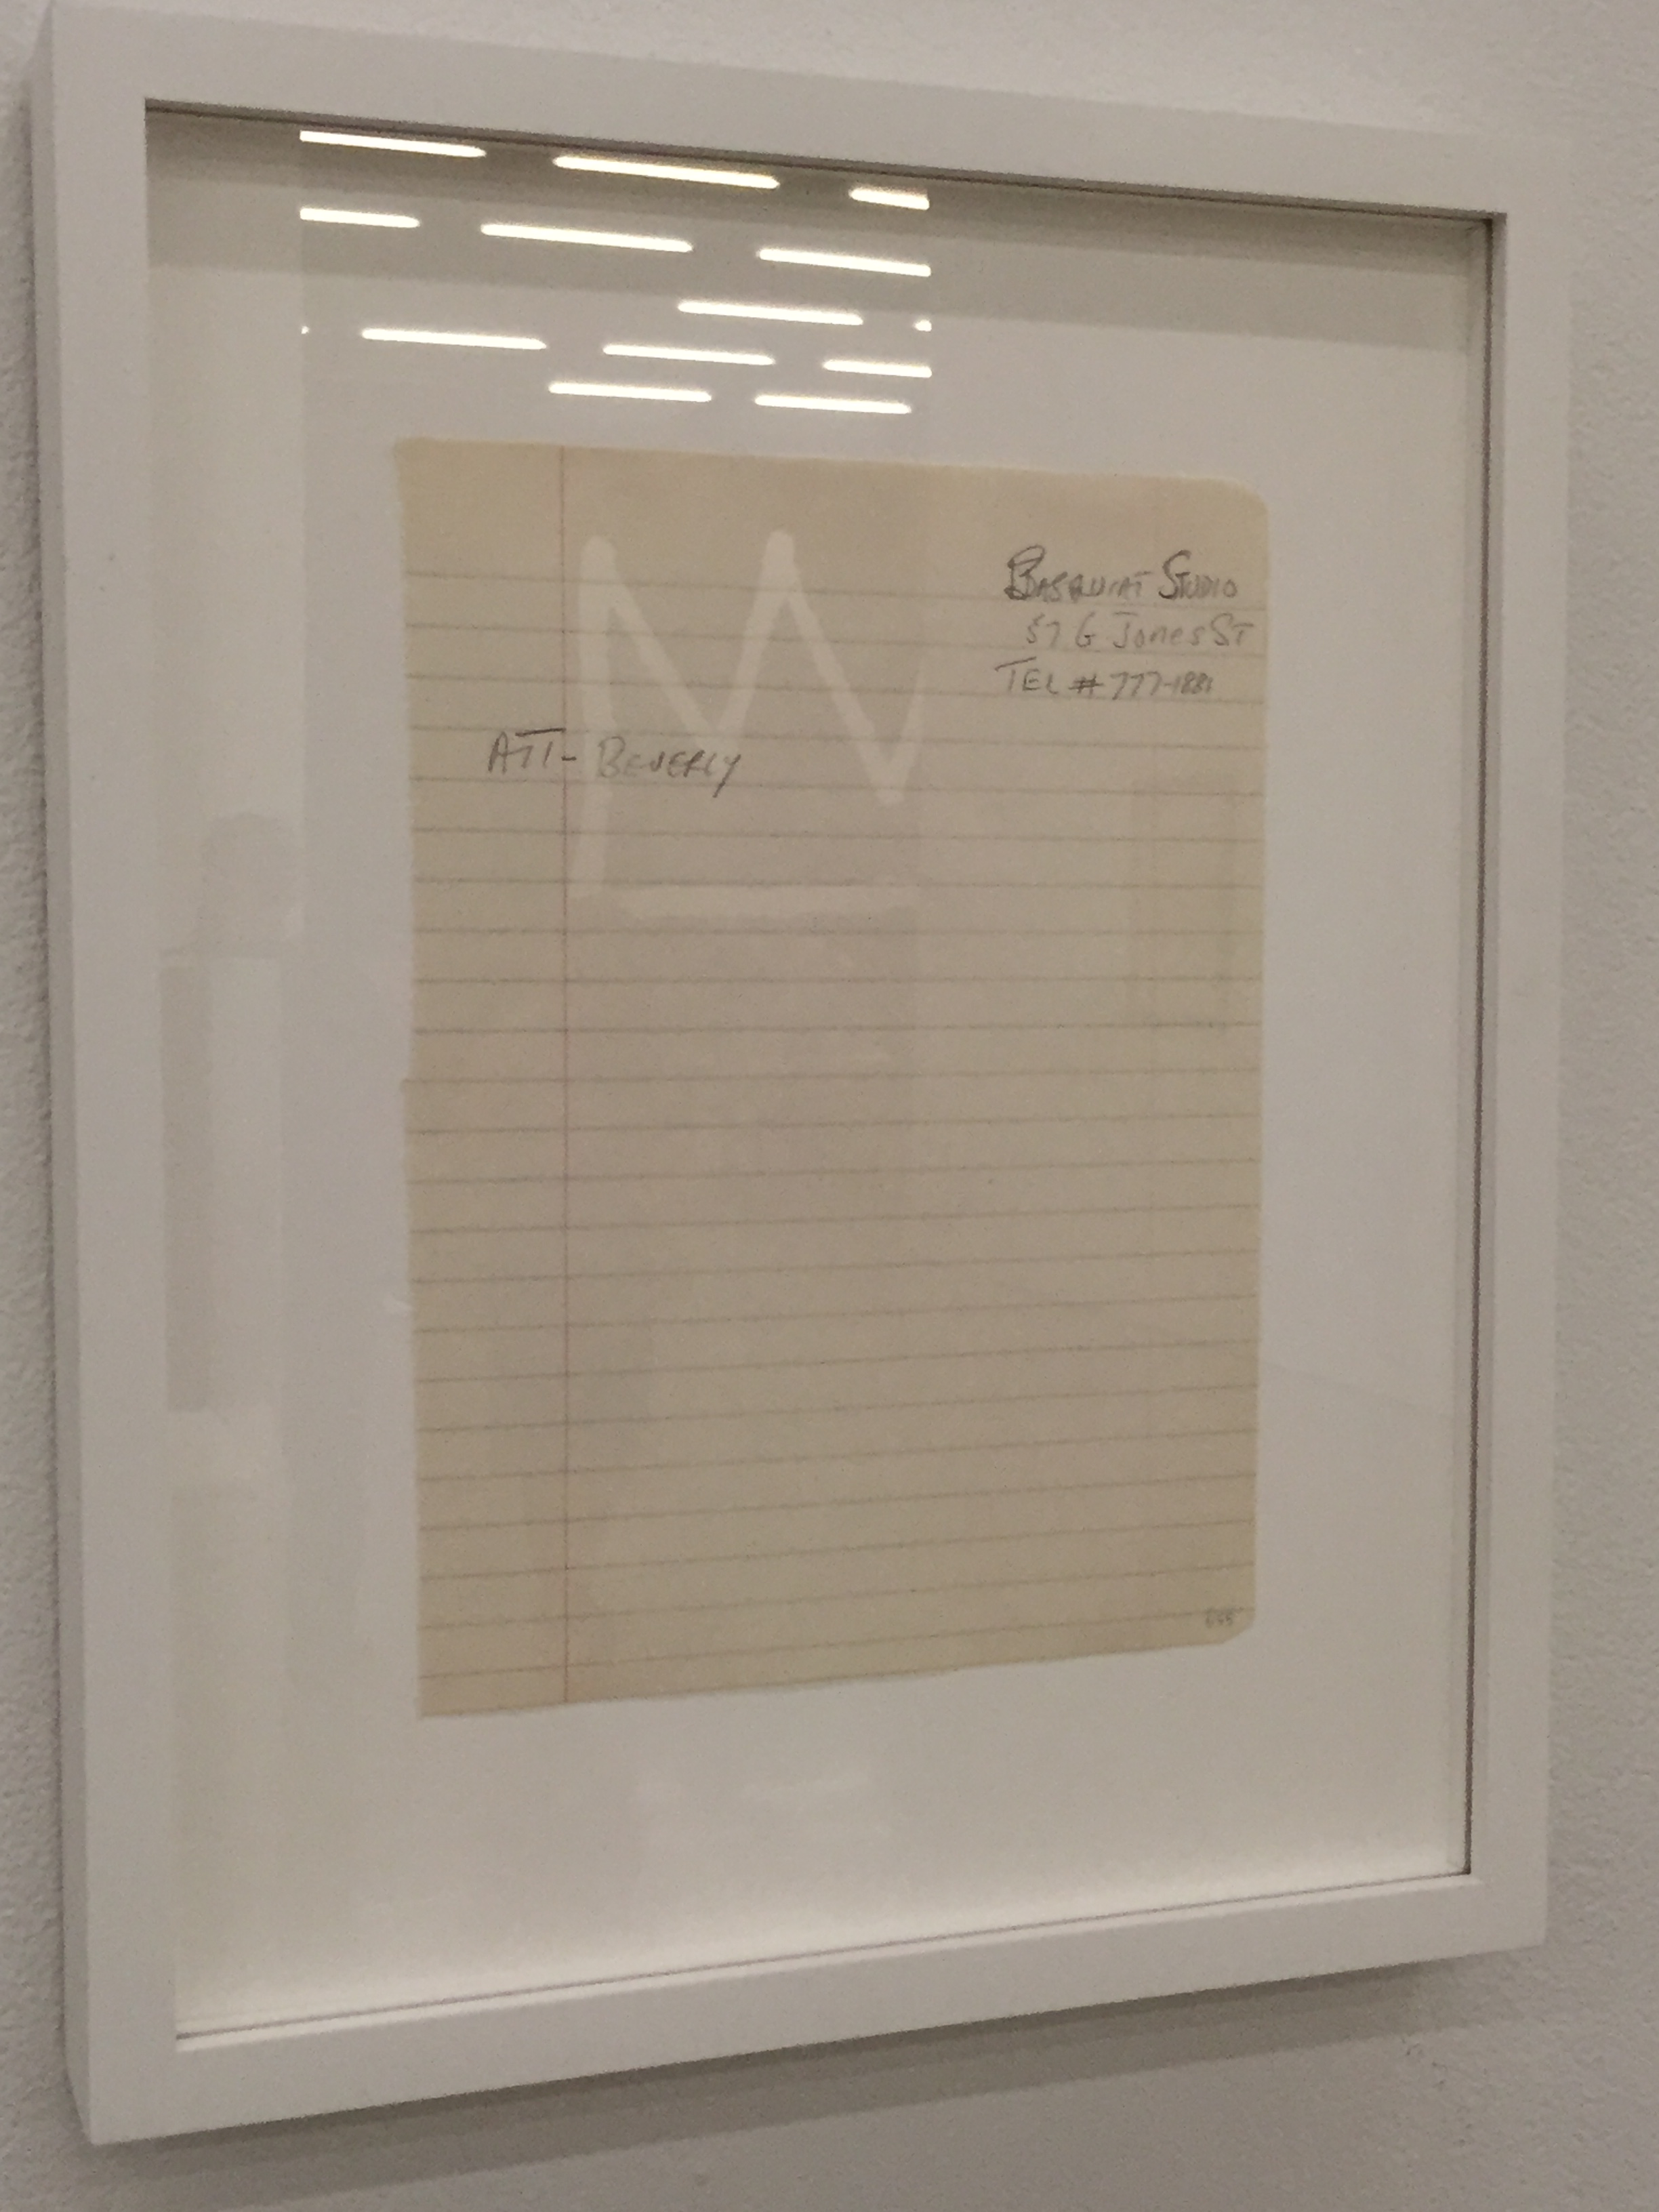 BASQUIAT STUDIO
57 G Jones ST
TEL # 777-1881
ATT- BEVERLY